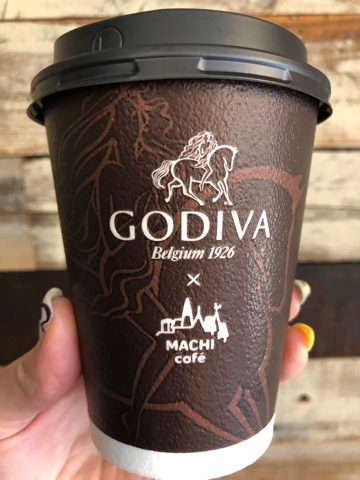 GODIVA
Belgium 1926
×
MACHI
café